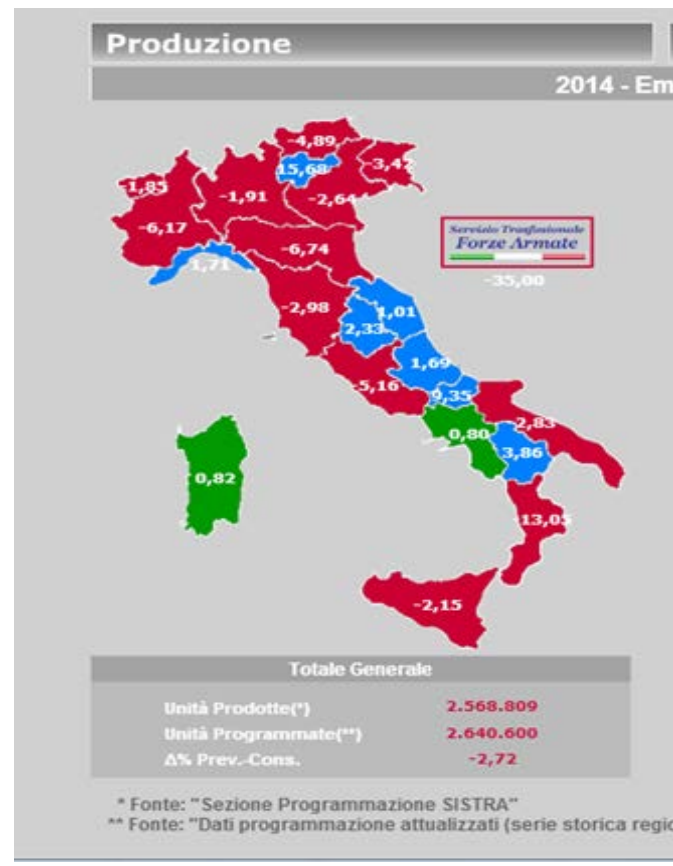 Produzione
2014 - Em
-4,89
15,68
-3,42
-1,85
-1,91
-2,64
-6,17
-6,74
1,71
Servizio Trasfusionale
Forze Armate
-35,00
-2,98
1,01
2,33
1,69
-5,16
9,35
-2,83
0,80
3,86
0,82
-13,05
-2,15
Totale Generale
Unità Prodotte(*) 2.568.809
Unità Programmate(**) 2.640.600
Δ% Prev.-Cons. -2,72
* Fonte: "Sezione Programmazione SISTRA"
** Fonte: "Dati programmazione attualizzati (serie storica regio